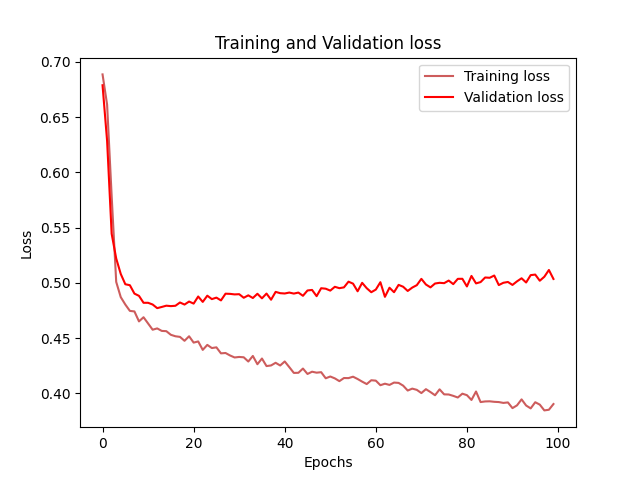 Training and Validation loss
Training loss
Validation loss
Loss
0.70
0.65
0.60
0.55
0.50
0.45
0.40
0 20 40 60 80 100
Epochs